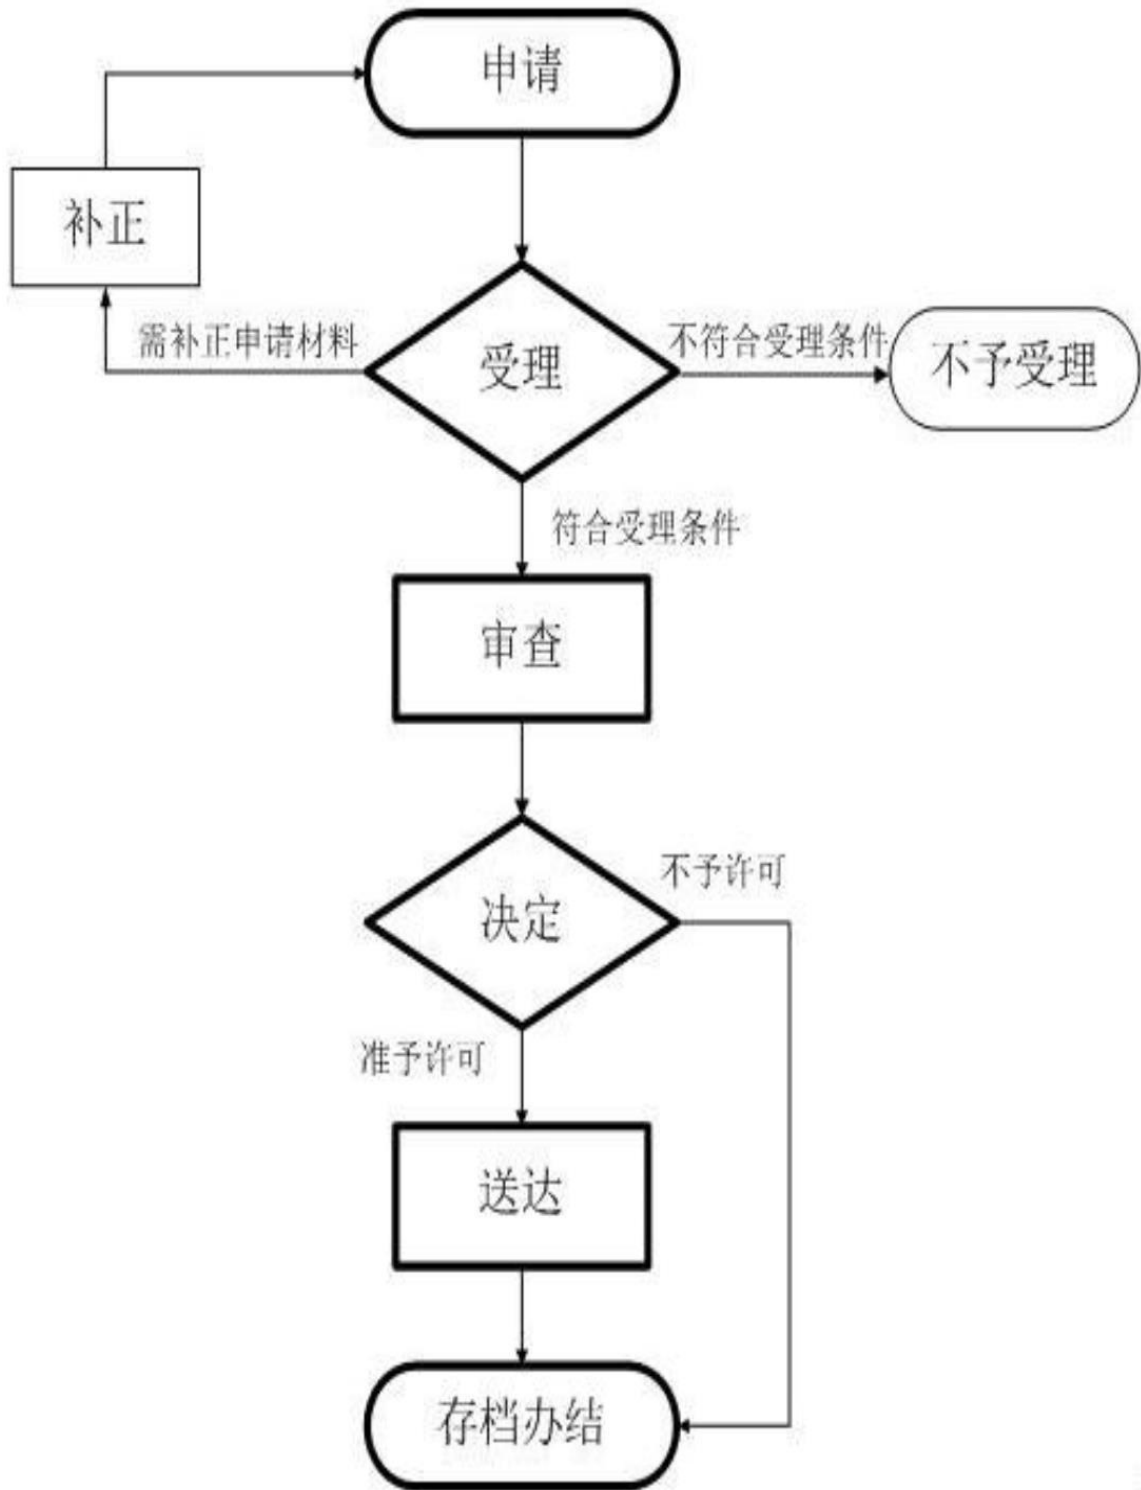 申请
补正
需补正申请材料
受理
不符合受理条件
不予受理
符合受理条件
审查
决定
不予许可
准予许可
送达
存档办结